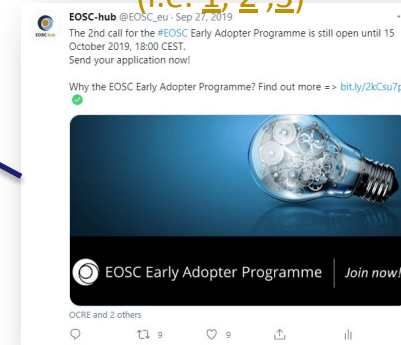 (i.e. 1, 2 ,3)
EOSC-hub @EOSC_eu · Sep 27, 2019
The 2nd call for the #EOSC Early Adopter Programme is still open until 15
October 2019, 18:00 CEST.
Send your application now!
Why the EOSC Early Adopter Programme? Find out more => bit.ly/2kCsu7p
EOSC Early Adopter Programme | Join now!
OCRE and 2 others
9 9